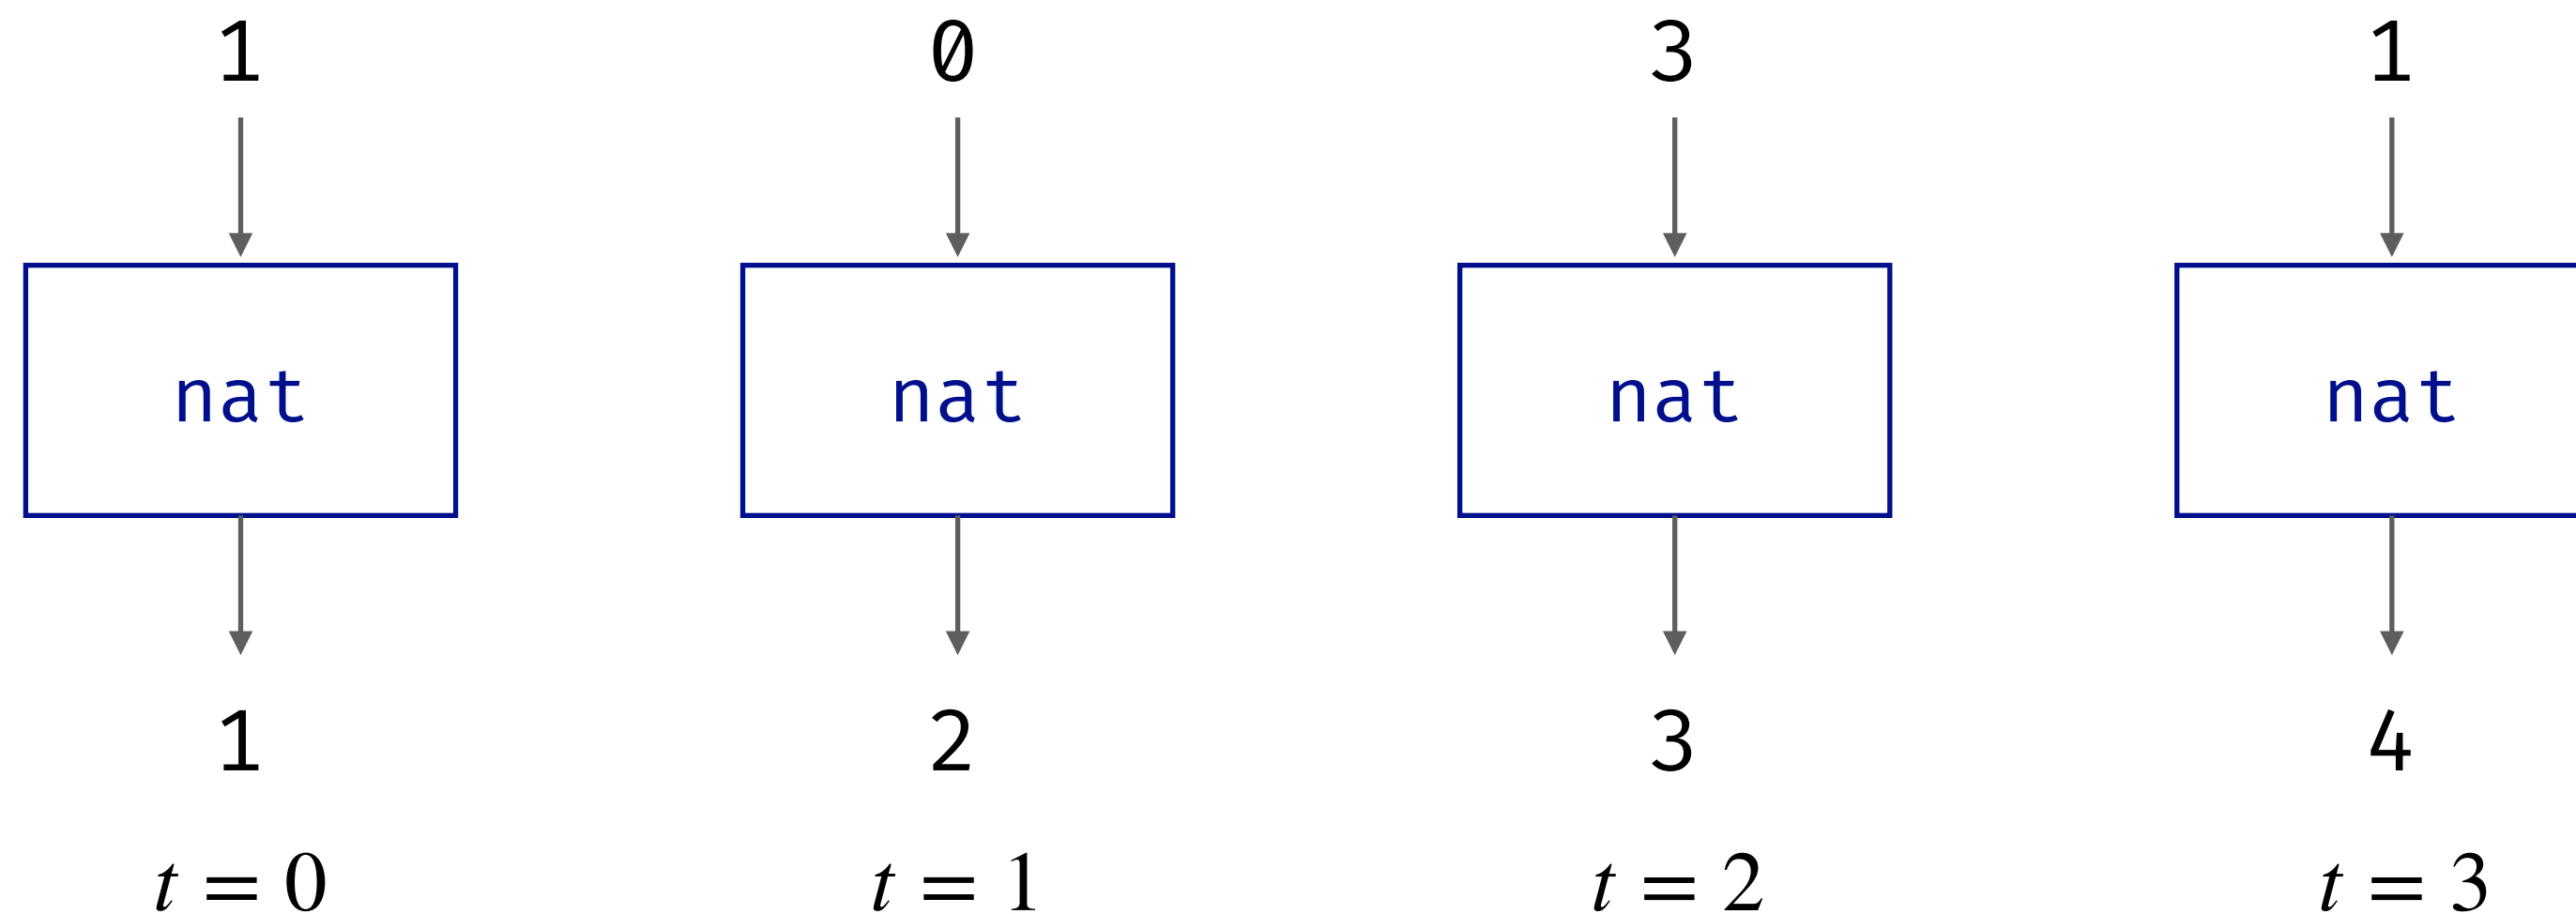 1 0 3 1
nat nat nat nat
1 2 3 4
t = 0 t = 1 t = 2 t = 3